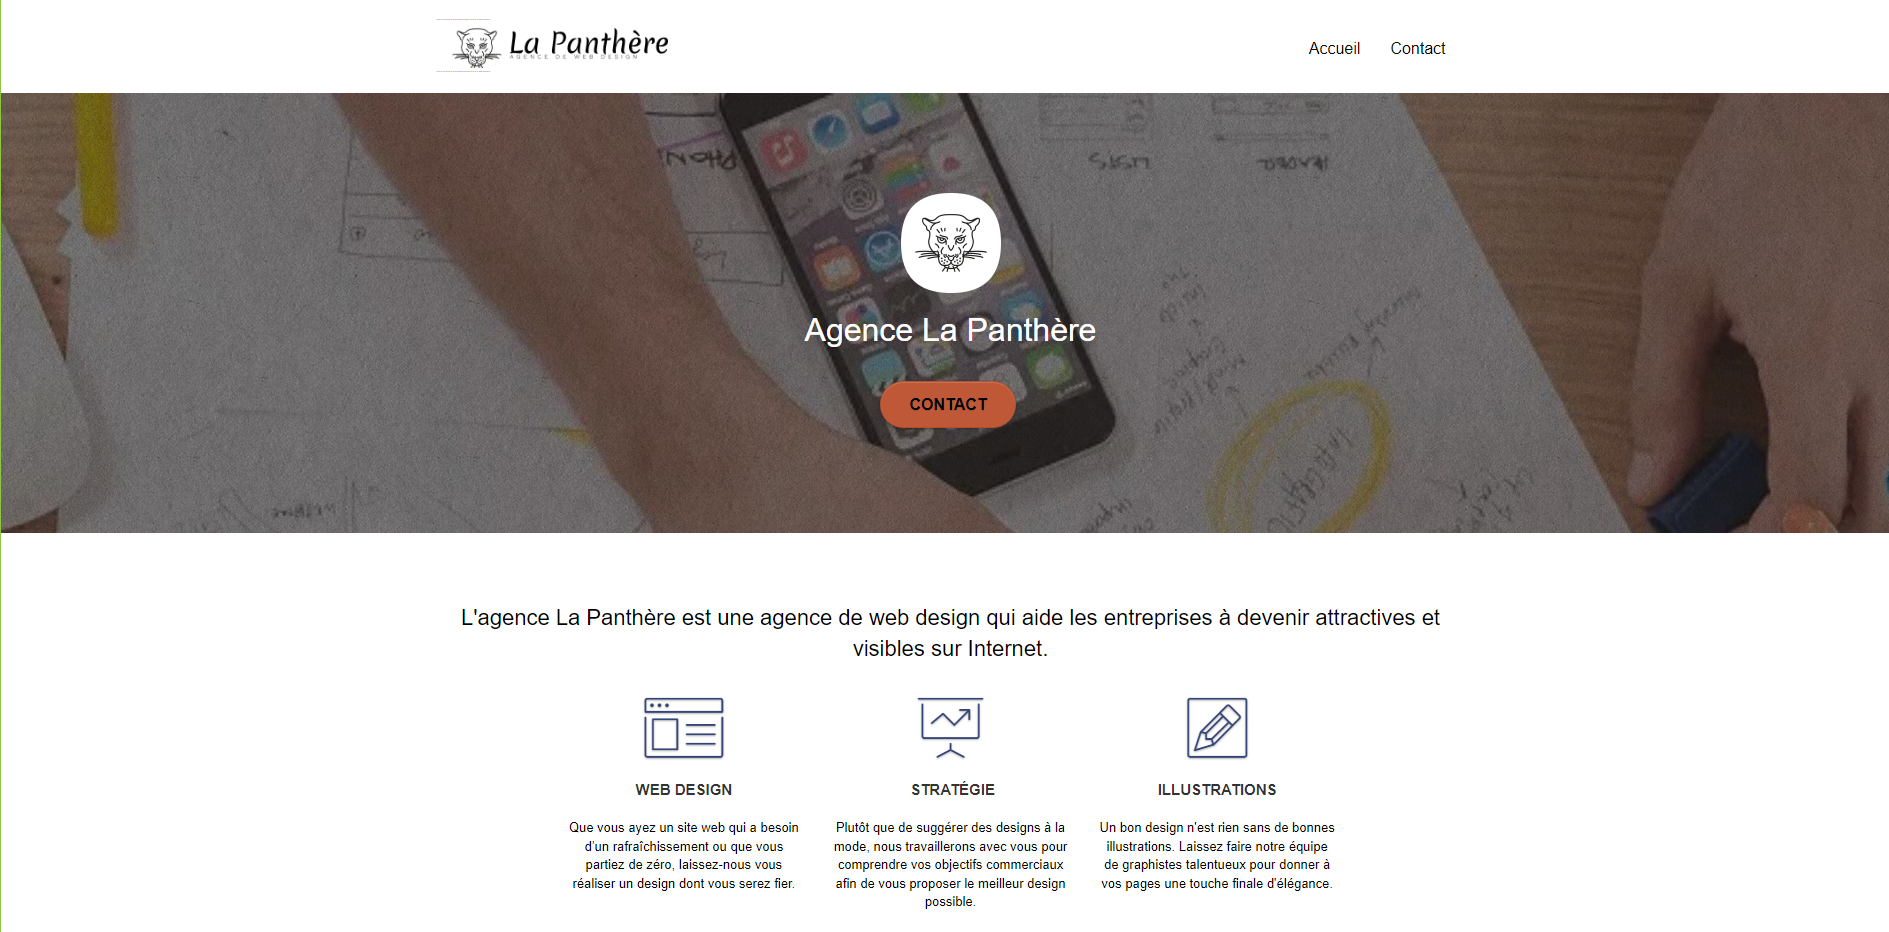 La Panthère
AGENCE DE WEB DESIGN
Accueil
Contact
Agence La Panthère
CONTACT
L'agence La Panthère est une agence de web design qui aide les entreprises à devenir attractives et
visibles sur Internet.
WEB DESIGN
Que vous ayez un site web qui a besoin
d'un rafraîchissement ou que vous
partiez de zéro, laissez-nous vous
réaliser un design dont vous serez fier.
STRATÉGIE
Plutôt que de suggérer des designs à la
mode, nous travaillerons avec vous pour
comprendre vos objectifs commerciaux
afin de vous proposer le meilleur design
possible.
ILLUSTRATIONS
Un bon design n'est rien sans de bonnes
illustrations. Laissez faire notre équipe
de graphistes talentueux pour donner à
vos pages une touche finale d'élégance.